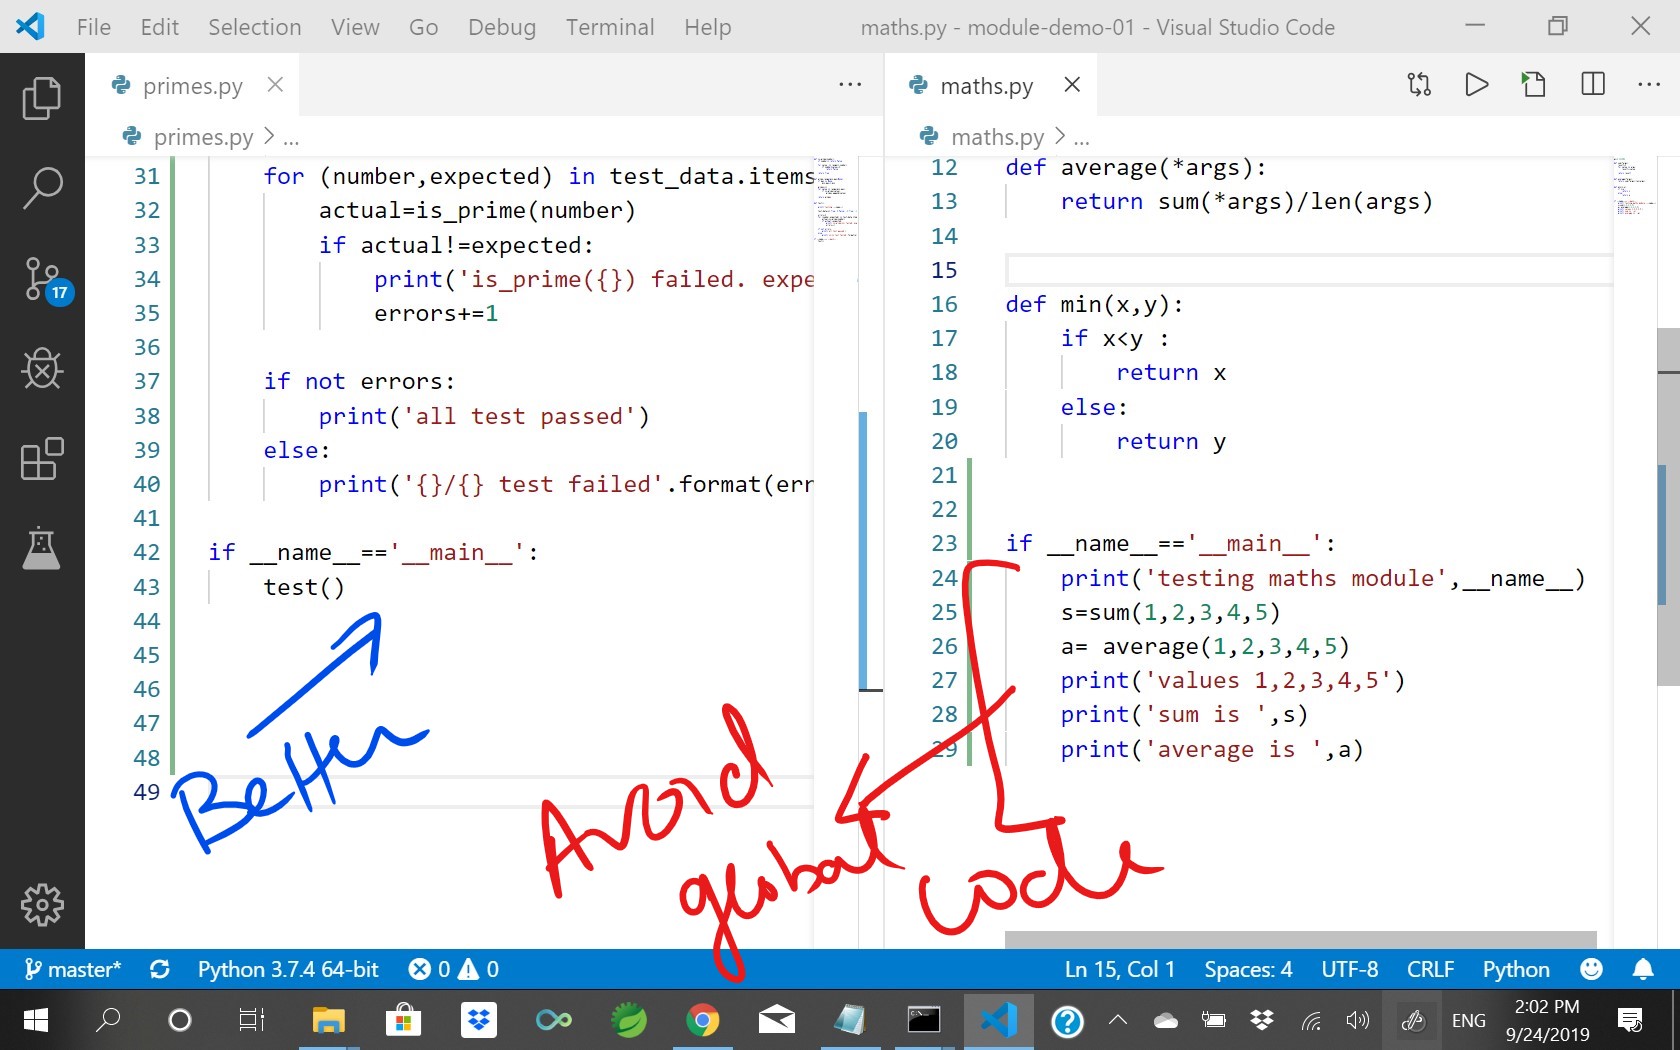 File Edit Selection View Go Debug Terminal Help
maths.py - module-demo-01 - Visual Studio Code
primes.py
primes.py > ...
31 for (number,expected) in test_data.items
32 actual=is_prime(number)
33 if actual!=expected:
34 print('is_prime({}) failed. expe
35 errors+=1
36
37 if not errors:
38 print('all test passed')
39 else:
40 print('{}/{} test failed'.format(err
41
42 if __name__=='__main__':
43 test()
44
45
46
47
48
49
Better
maths.py
maths.py > ...
12 def average(*args):
13 return sum(*args)/len(args)
14
15
16 def min(x,y):
17 if x<y :
18 return x
19 else:
20 return y
21
22
23 if __name__=='__main__':
24 print('testing maths module',__name__)
25 s=sum(1,2,3,4,5)
26 a= average(1,2,3,4,5)
27 print('values 1,2,3,4,5')
28 print('sum is ',s)
29 print('average is ',a)
Avoid
global code
17
master* Python 3.7.4 64-bit 0 0 Ln 15, Col 1 Spaces: 4 UTF-8 CRLF Python
ENG
2:02 PM
9/24/2019